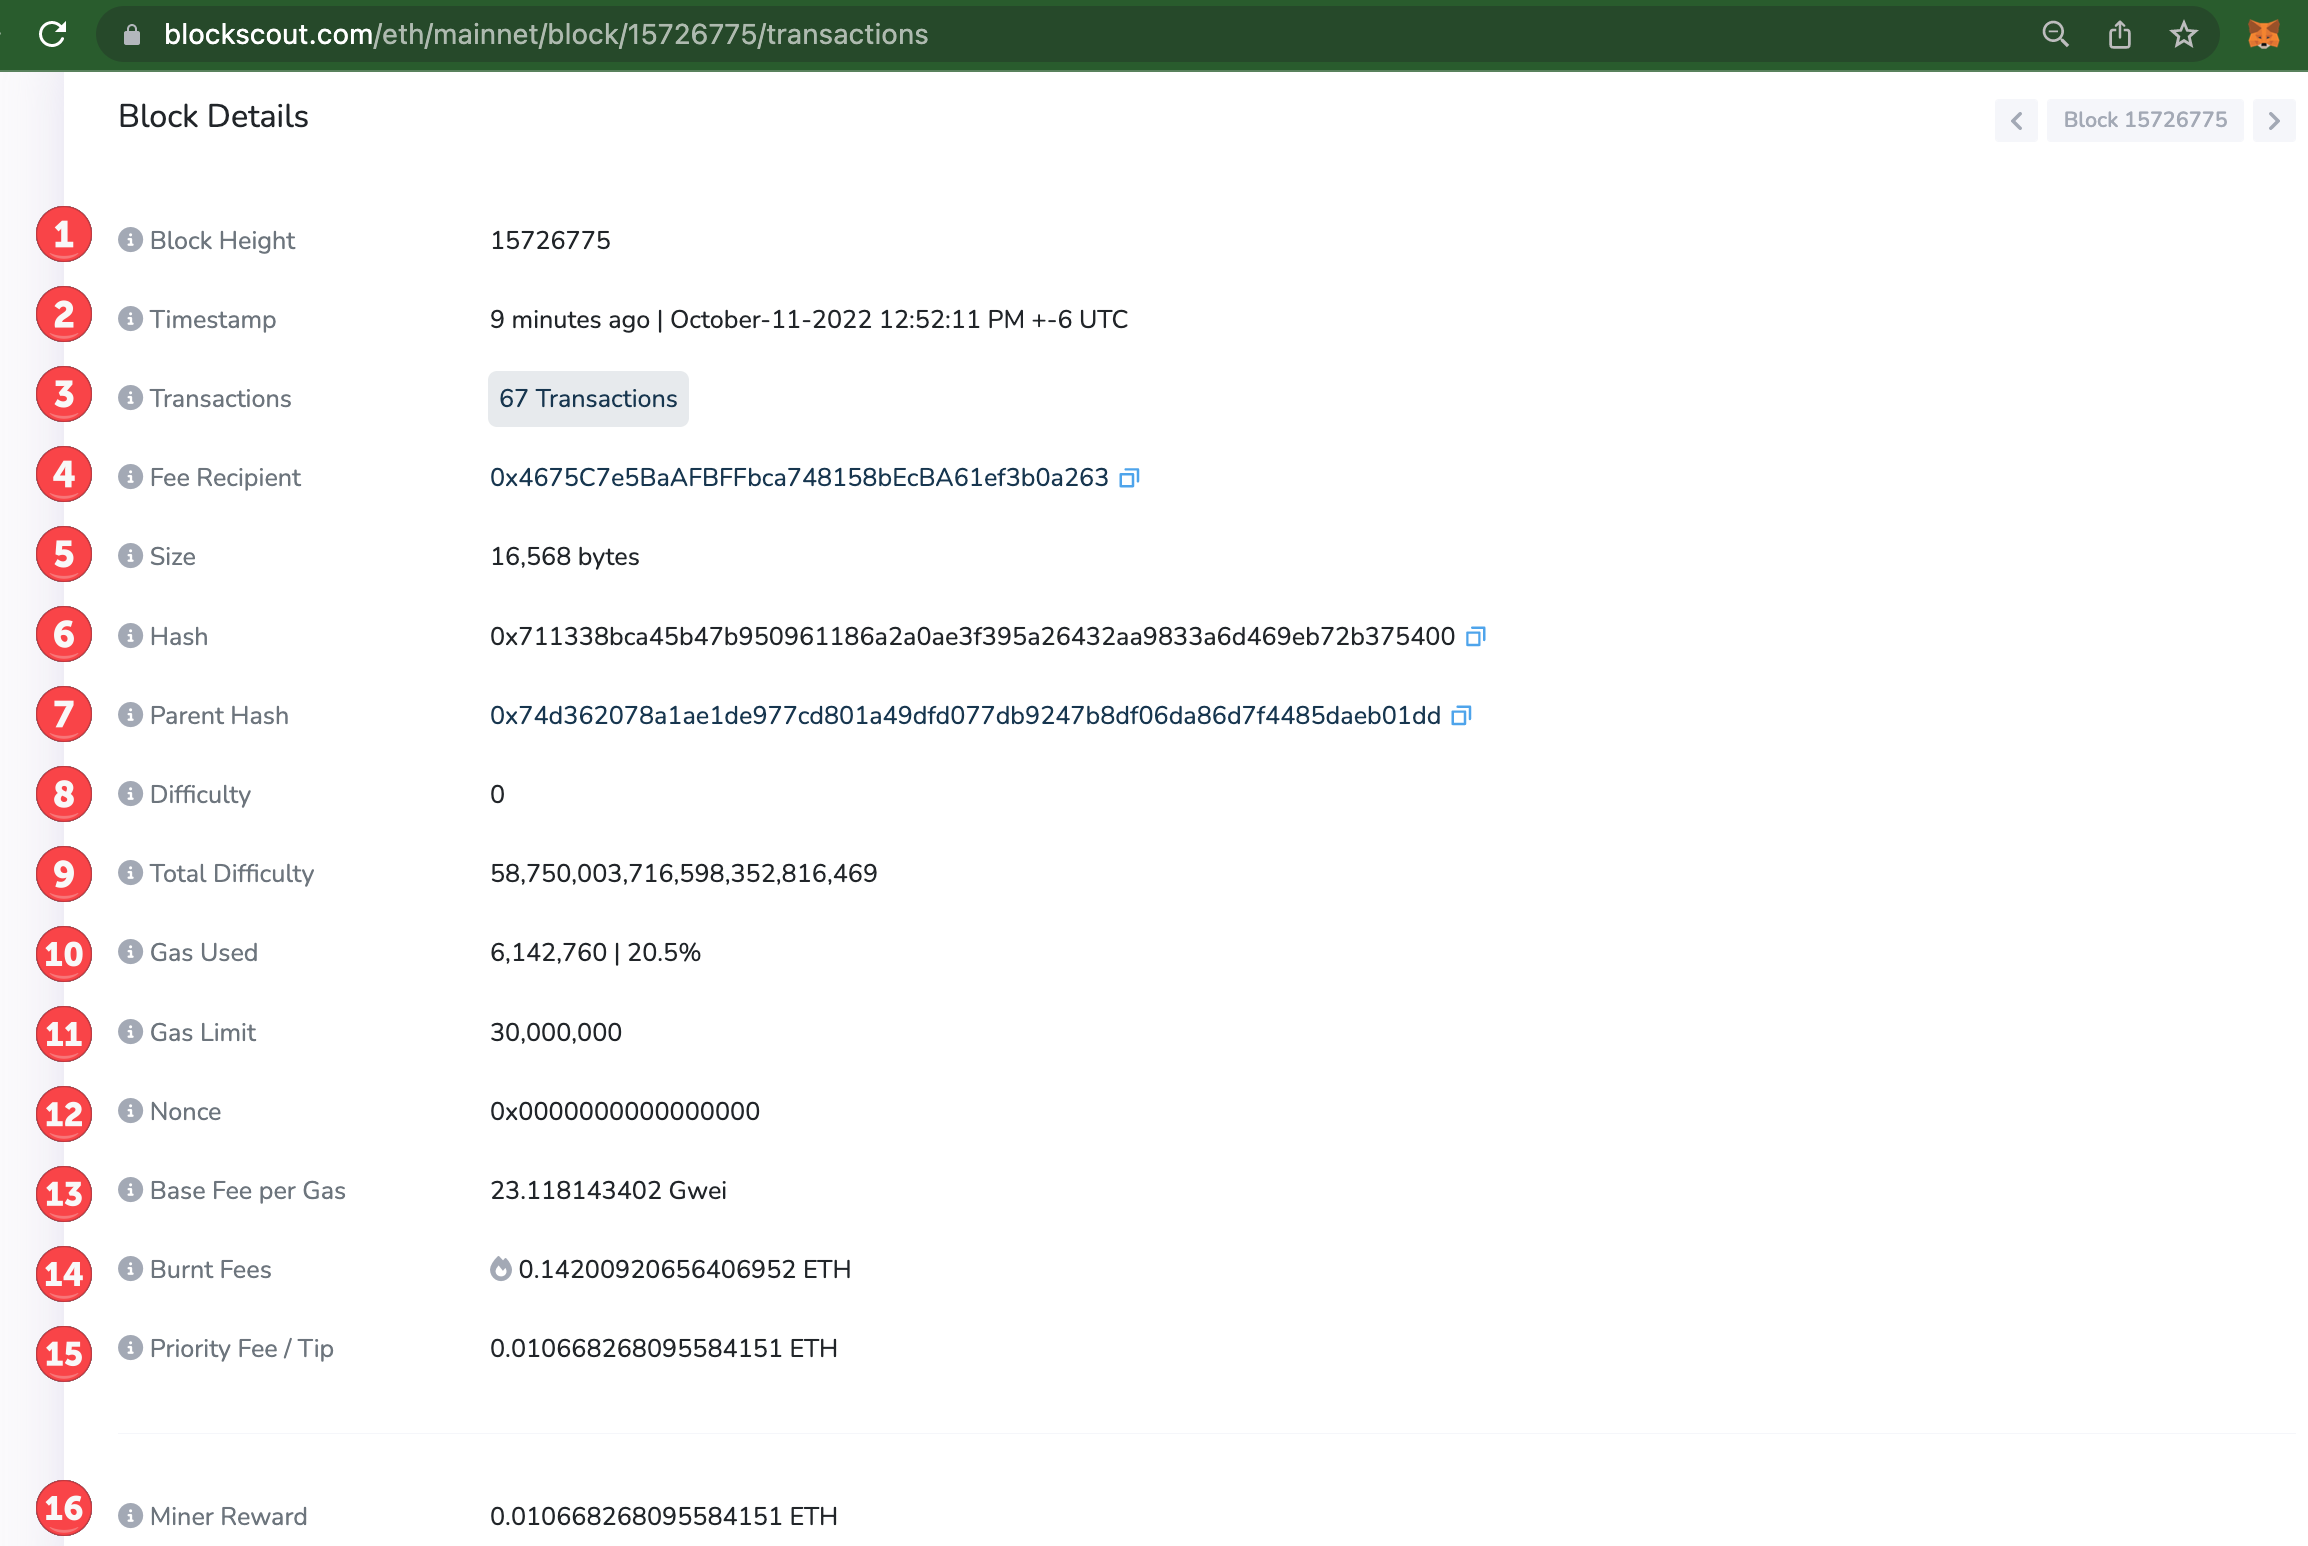 blockscout.com/eth/mainnet/block/15726775/transactions
Block Details
Block 15726775
1 Block Height 15726775
2 Timestamp 9 minutes ago | October-11-2022 12:52:11 PM +-6 UTC
3 Transactions 67 Transactions
4 Fee Recipient 0x4675C7e5BaAFBFFbca748158bEcBA61ef3b0a263
5 Size 16,568 bytes
6 Hash 0x711338bca45b47b950961186a2a0ae3f395a26432aa9833a6d469eb72b375400
7 Parent Hash 0x74d362078a1ae1de977cd801a49dfd077db9247b8df06da86d7f4485daeb01dd
8 Difficulty 0
9 Total Difficulty 58,750,003,716,598,352,816,469
10 Gas Used 6,142,760 | 20.5%
11 Gas Limit 30,000,000
12 Nonce 0x0000000000000000
13 Base Fee per Gas 23.118143402 Gwei
14 Burnt Fees 0.14200920656406952 ETH
15 Priority Fee / Tip 0.010668268095584151 ETH
16 Miner Reward 0.010668268095584151 ETH